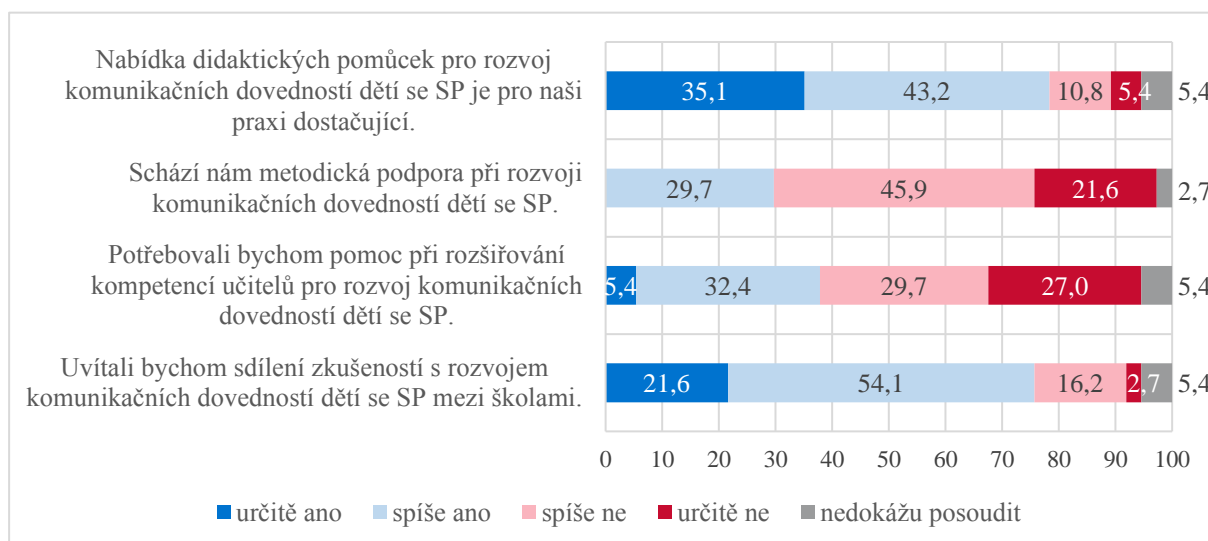 Nabídka didaktických pomůcek pro rozvoj
komunikačních dovedností dětí se SP je pro naši
praxi dostačující.
35,1 43,2 10,8 5,4 5,4
Schází nám metodická podpora při rozvoji
komunikačních dovedností dětí se SP.
29,7 45,9 21,6 2,7
Potřebovali bychom pomoc při rozšiřování
kompetencí učitelů pro rozvoj komunikačních
dovedností dětí se SP.
5,4 32,4 29,7 27,0 5,4
Uvítali bychom sdílení zkušeností s rozvojem
komunikačních dovedností dětí se SP mezi školami.
21,6 54,1 16,2 2,7 5,4
0 10 20 30 40 50 60 70 80 90 100
určitě ano spíše ano spíše ne určitě ne nedokážu posoudit